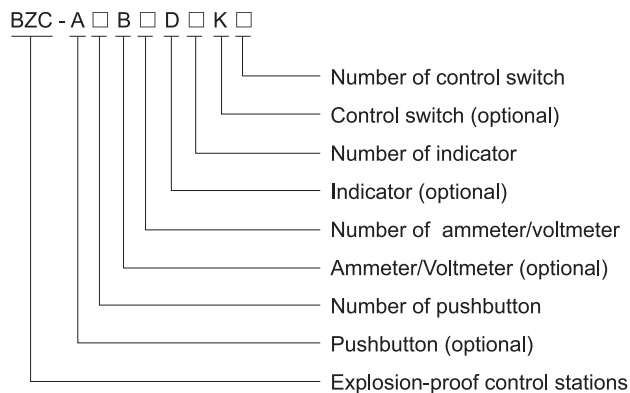 BZC - A □ B □ D □ K □
Number of control switch
Control switch (optional)
Number of indicator
Indicator (optional)
Number of ammeter/voltmeter
Ammeter/Voltmeter (optional)
Number of pushbutton
Pushbutton (optional)
Explosion-proof control stations